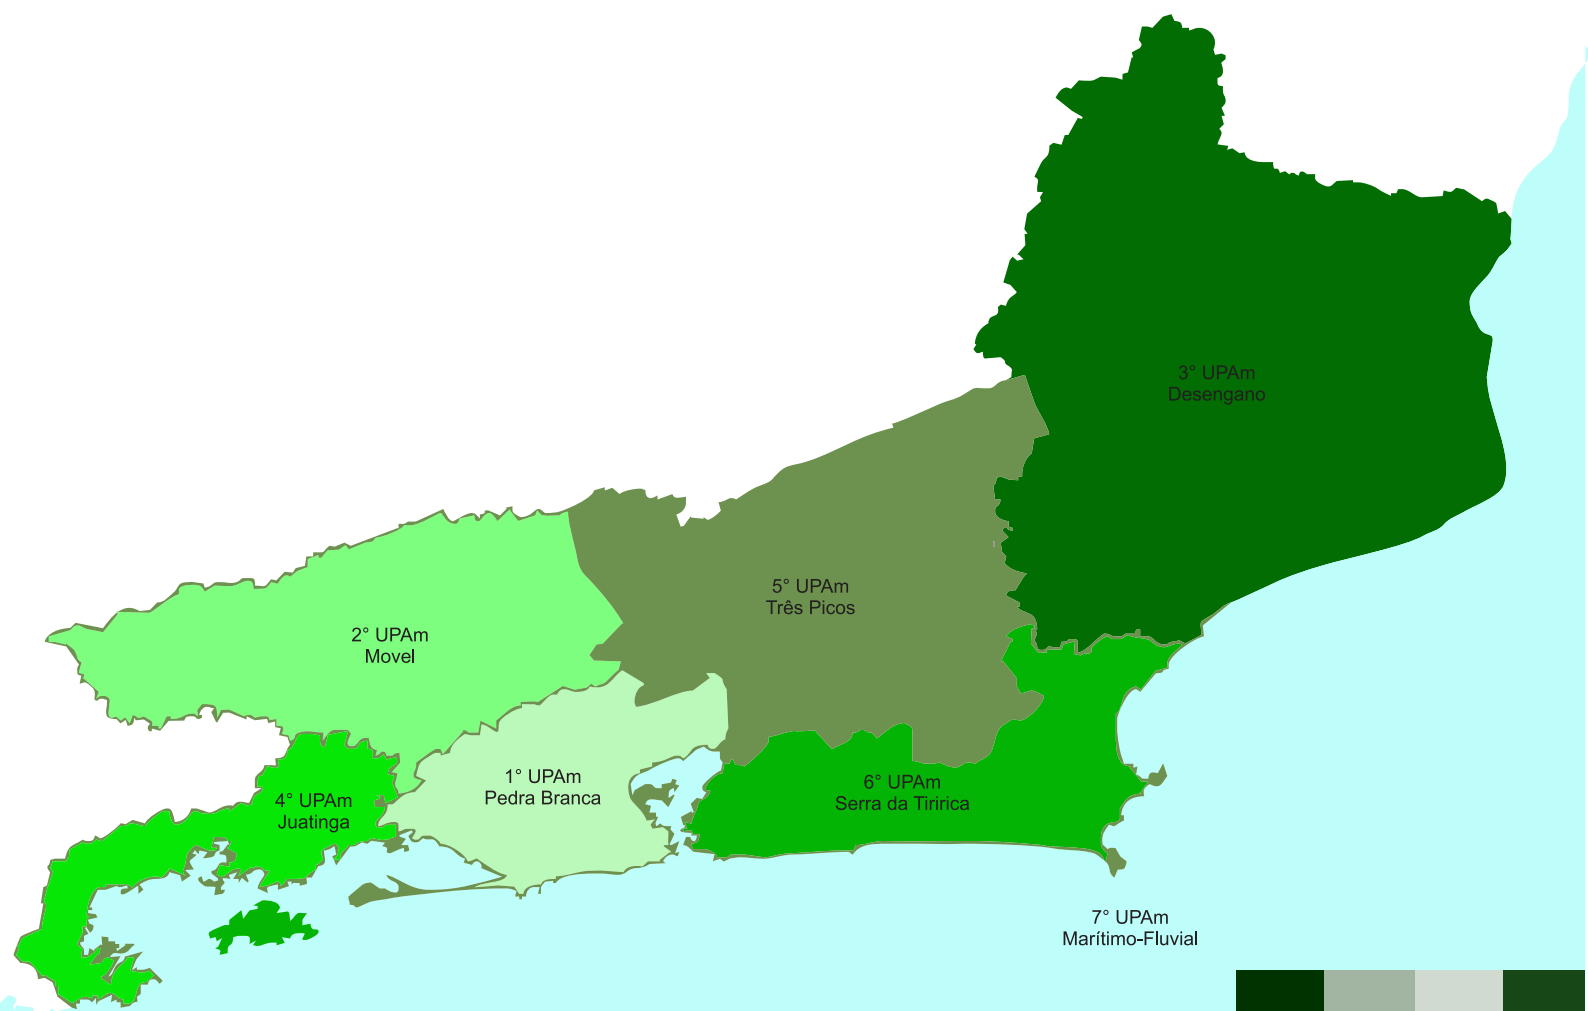 3° UPAm
Desengano
5° UPAm
Três Picos
2° UPAm
Movel
1° UPAm
Pedra Branca
6° UPAm
Serra da Tiririca
4° UPAm
Juatinga
7° UPAm
Marítimo-Fluvial